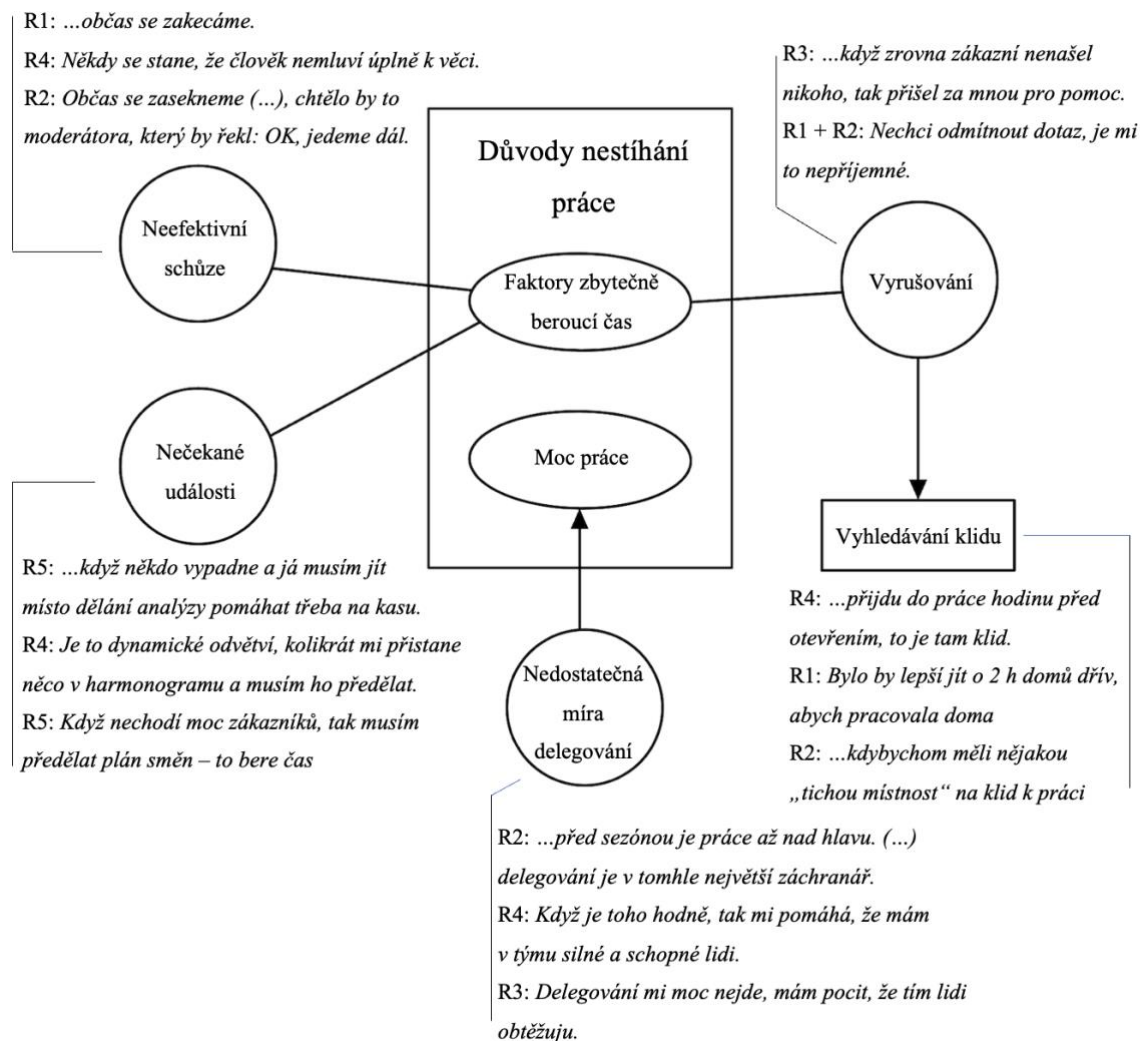 R1: ...občas se zakecáme.
R4: Někdy se stane, že člověk nemluví úplně k věci.
R2: Občas se zasekneme (...), chtělo by to
moderátora, který by řekl: OK, jedeme dál.
R3: ...když zrovna zákazní nenašel
nikoho, tak přišel za mnou pro pomoc.
R1 + R2: Nechci odmítnout dotaz, je mi
to nepříjemné.
Důvody nestíhání
práce
Neefektivní
schůze
Faktory zbytečně
beroucí čas
Vyrušování
Nečekané
události
Moc práce
Vyhledávání klidu
R5: ...když někdo vypadne a já musím jít
místo dělání analýzy pomáhat třeba na kasu.
R4: Je to dynamické odvětví, kolikrát mi přistane
něco v harmonogramu a musím ho předělat.
R5: Když nechodí moc zákazníků, tak musím
předělat plán směn – to bere čas
Nedostatečná
míra
delegování
R4: ...přijdu do práce hodinu před
otevřením, to je tam klid.
R1: Bylo by lepší jít o 2 h domů dřív,
abych pracovala doma
R2: ...kdybychom měli nějakou
„tichou místnost“ na klid k práci
R2: ...před sezónou je práce až nad hlavu. (...)
delegování je v tomhle největší záchranář.
R4: Když je toho hodně, tak mi pomáhá, že mám
v týmu silné a schopné lidi.
R3: Delegování mi moc nejde, mám pocit, že tím lidi
obtěžuju.